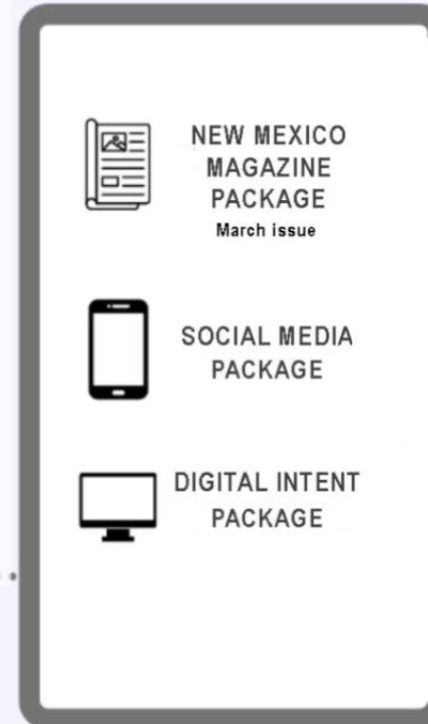 NEW MEXICO
MAGAZINE
PACKAGE
March issue
SOCIAL MEDIA
PACKAGE
DIGITAL INTENT
PACKAGE